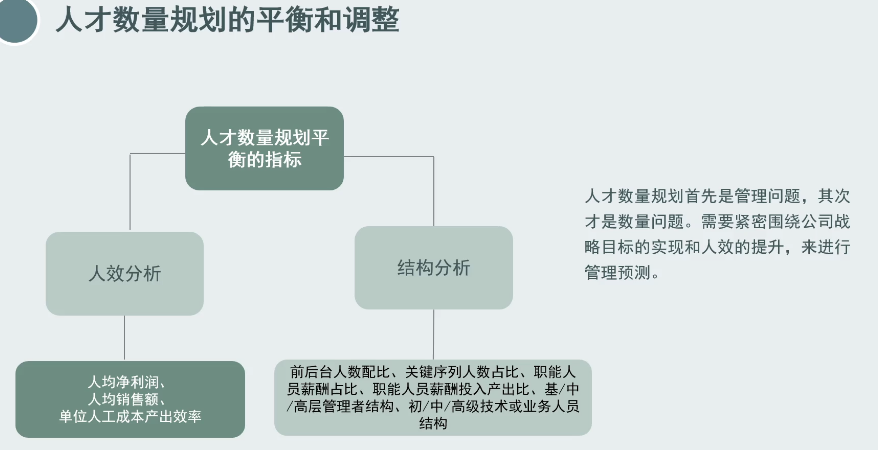 人才数量规划的平衡和调整
人才数量规划平
衡的指标
人效分析
结构分析
人均净利润、
人均销售额、
单位人工成本产出效率
前后台人数配比、关键序列人数占比、职能人
员薪酬占比、职能人员薪酬投入产出比、基/中
/高层管理者结构、初/中/高级技术或业务人员
结构
人才数量规划首先是管理问题，其次
才是数量问题。需要紧密围绕公司战
略目标的实现和人效的提升，来进行
管理预测。